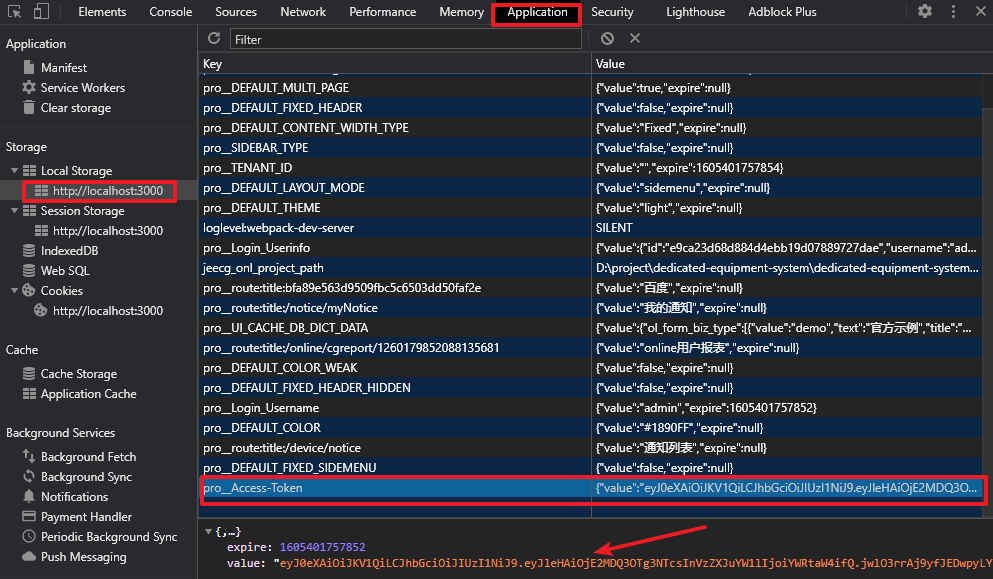 Elements Console Sources Network Performance Memory Application Security Lighthouse Adblock Plus
Application
Manifest
Service Workers
Clear storage
Storage
Local Storage
http://localhost:3000
Session Storage
http://localhost:3000
IndexedDB
Web SQL
Cookies
http://localhost:3000
Cache
Cache Storage
Application Cache
Background Services
Background Fetch
Background Sync
Notifications
Payment Handler
Periodic Background Sync
Push Messaging
Filter
Key Value
pro__DEFAULT_MULTI_PAGE {"value":true,"expire":null}
pro__DEFAULT_FIXED_HEADER {"value":false,"expire":null}
pro__DEFAULT_CONTENT_WIDTH_TYPE {"value":"Fixed","expire":null}
pro__SIDEBAR_TYPE {"value":false,"expire":null}
pro__TENANT_ID {"value":"","expire":1605401757854}
pro__DEFAULT_LAYOUT_MODE {"value":"sidemenu","expire":null}
pro__DEFAULT_THEME {"value":"light","expire":null}
loglevel:webpack-dev-server SILENT
pro__Login_Userinfo {"value":{"id":"e9ca23d68d884d4ebb19d07889727dae","username":"ad...
jeecg_onl_project_path D:\project\dedicated-equipment-system\dedicated-equipment-system...
pro__route:title:bfa89e563d9509fbc5c6503dd50faf2e {"value":"百度","expire":null}
pro__route:title:/notice/myNotice {"value":"我的通知","expire":null}
pro__UI_CACHE_DB_DICT_DATA {"value":{"ol_form_biz_type":[{"value":"demo","text":"官方示例","title":"...
pro__route:title:/online/cgreport/1260179852088135681 {"value":"online用户报表","expire":null}
pro__DEFAULT_COLOR_WEAK {"value":false,"expire":null}
pro__DEFAULT_FIXED_HEADER_HIDDEN {"value":false,"expire":null}
pro__Login_Username {"value":"admin","expire":1605401757852}
pro__DEFAULT_COLOR {"value":"#1890FF","expire":null}
pro__route:title:/device/notice {"value":"通知列表","expire":null}
pro__DEFAULT_FIXED_SIDEMENU {"value":false,"expire":null}
pro__Access-Token {"value":"eyJ0eXAiOiJKV1QiLCJhbGciOiJIUzI1NiJ9.eyJleHAiOjE2MDQ3O...
{,…}
expire: 1605401757852
value: "eyJ0eXAiOiJKV1QiLCJhbGciOiJIUzI1NiJ9.eyJleHAiOjE2MDQ3OTg3NTcsInVzZXJuYW1lIjoiYWRtaW4ifQ.jwlO3rrAj9yfJEDwpyLY